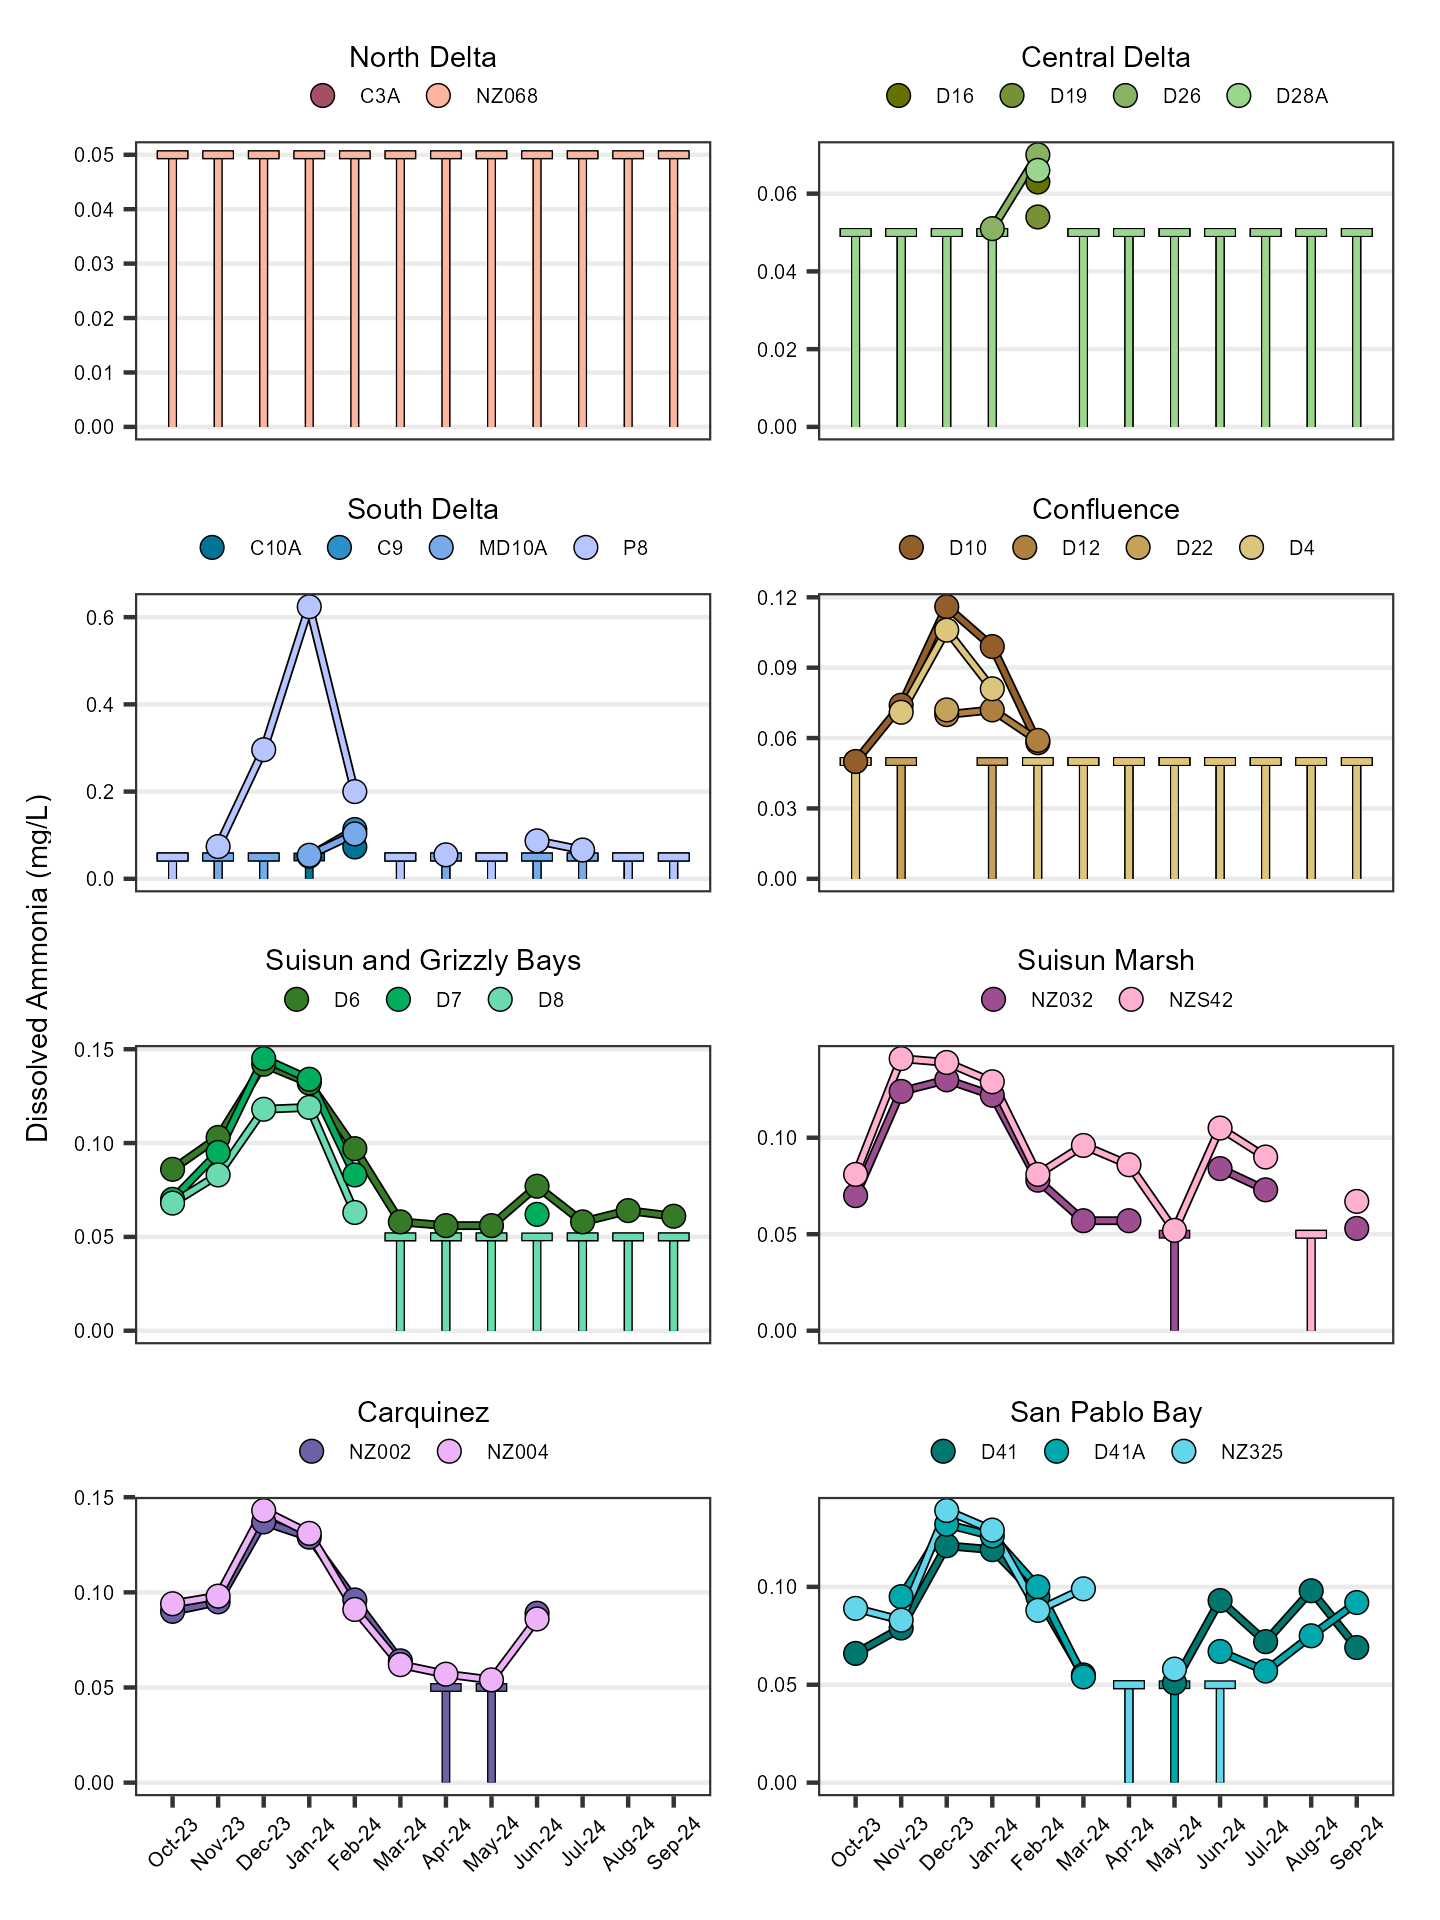 North Delta
C3A NZ068
0.05
0.04
0.03
0.02
0.01
0.00
Central Delta
D16 D19 D26 D28A
0.06
0.04
0.02
0.00
South Delta
C10A C9 MD10A P8
0.6
0.4
0.2
0.0
Confluence
D10 D12 D22 D4
0.12
0.09
0.06
0.03
0.00
Dissolved Ammonia (mg/L)
Suisun and Grizzly Bays
D6 D7 D8
0.15
0.10
0.05
0.00
Suisun Marsh
NZ032 NZS42
0.10
0.05
0.00
Carquinez
NZ002 NZ004
0.15
0.10
0.05
0.00
Oct-23 Nov-23 Dec-23 Jan-24 Feb-24 Mar-24 Apr-24 May-24 Jun-24 Jul-24 Aug-24 Sep-24
San Pablo Bay
D41 D41A NZ325
0.10
0.05
0.00
Oct-23 Nov-23 Dec-23 Jan-24 Feb-24 Mar-24 Apr-24 May-24 Jun-24 Jul-24 Aug-24 Sep-24